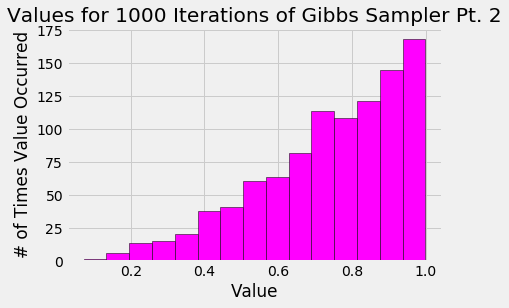 Values for 1000 Iterations of Gibbs Sampler Pt. 2
# of Times Value Occurred
175
150
125
100
75
50
25
0
0.2 0.4 0.6 0.8 1.0
Value